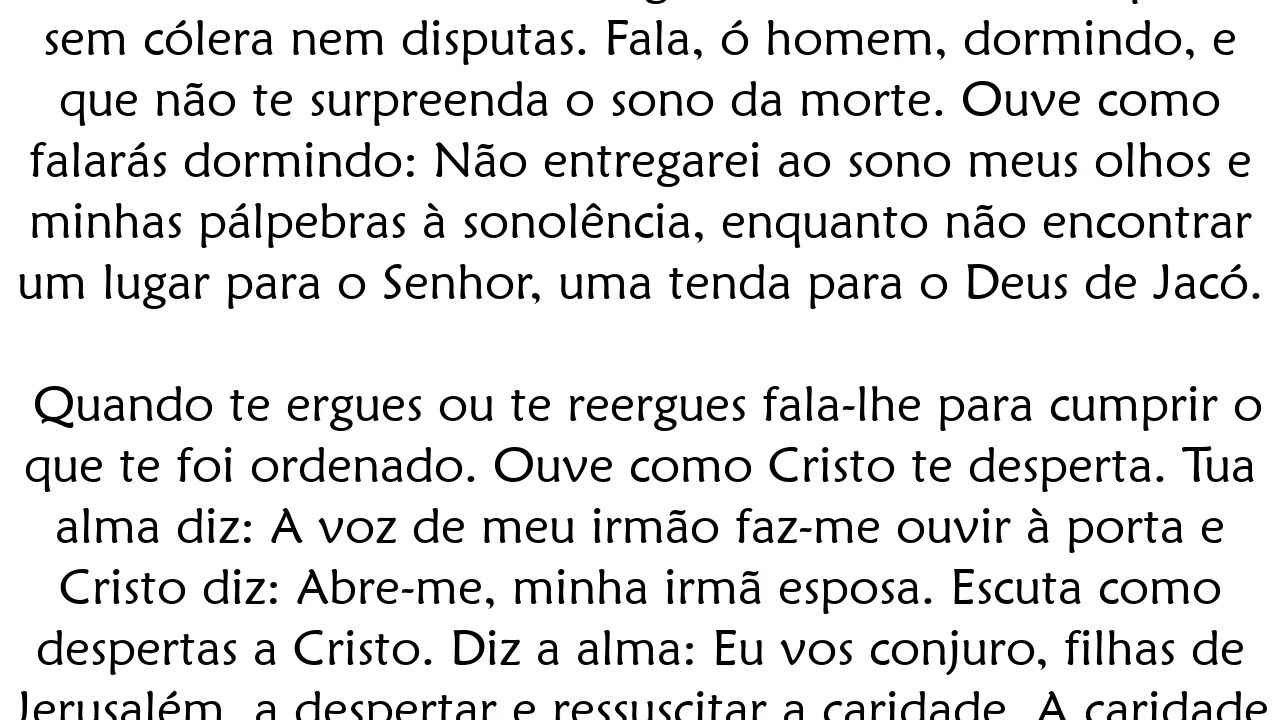 sem cólera nem disputas. Fala, ó homem, dormindo, e
que não te surpreenda o sono da morte. Ouve como
falarás dormindo: Não entregarei ao sono meus olhos e
minhas pálpebras à sonolência, enquanto não encontrar
um lugar para o Senhor, uma tenda para o Deus de Jacó.
Quando te ergues ou te reergues fala-lhe para cumprir o
que te foi ordenado. Ouve como Cristo te desperta. Tua
alma diz: A voz de meu irmão faz-me ouvir à porta e
Cristo diz: Abre-me, minha irmã esposa. Escuta como
despertas a Cristo. Diz a alma: Eu vos conjuro, filhas de
Jerusalém, a despertar e ressuscitar a caridade. A caridade